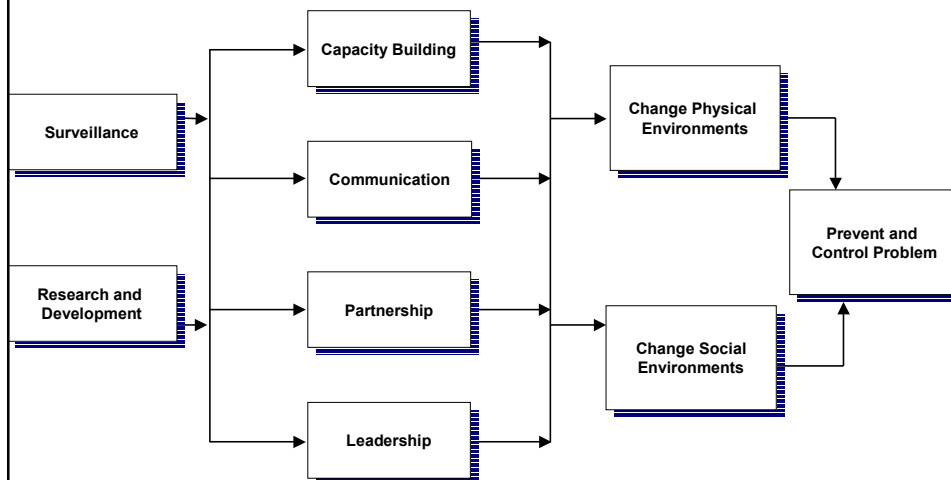 Surveillance
Research and
Development
Capacity Building
Communication
Partnership
Leadership
Change Physical
Environments
Change Social
Environments
Prevent and
Control Problem